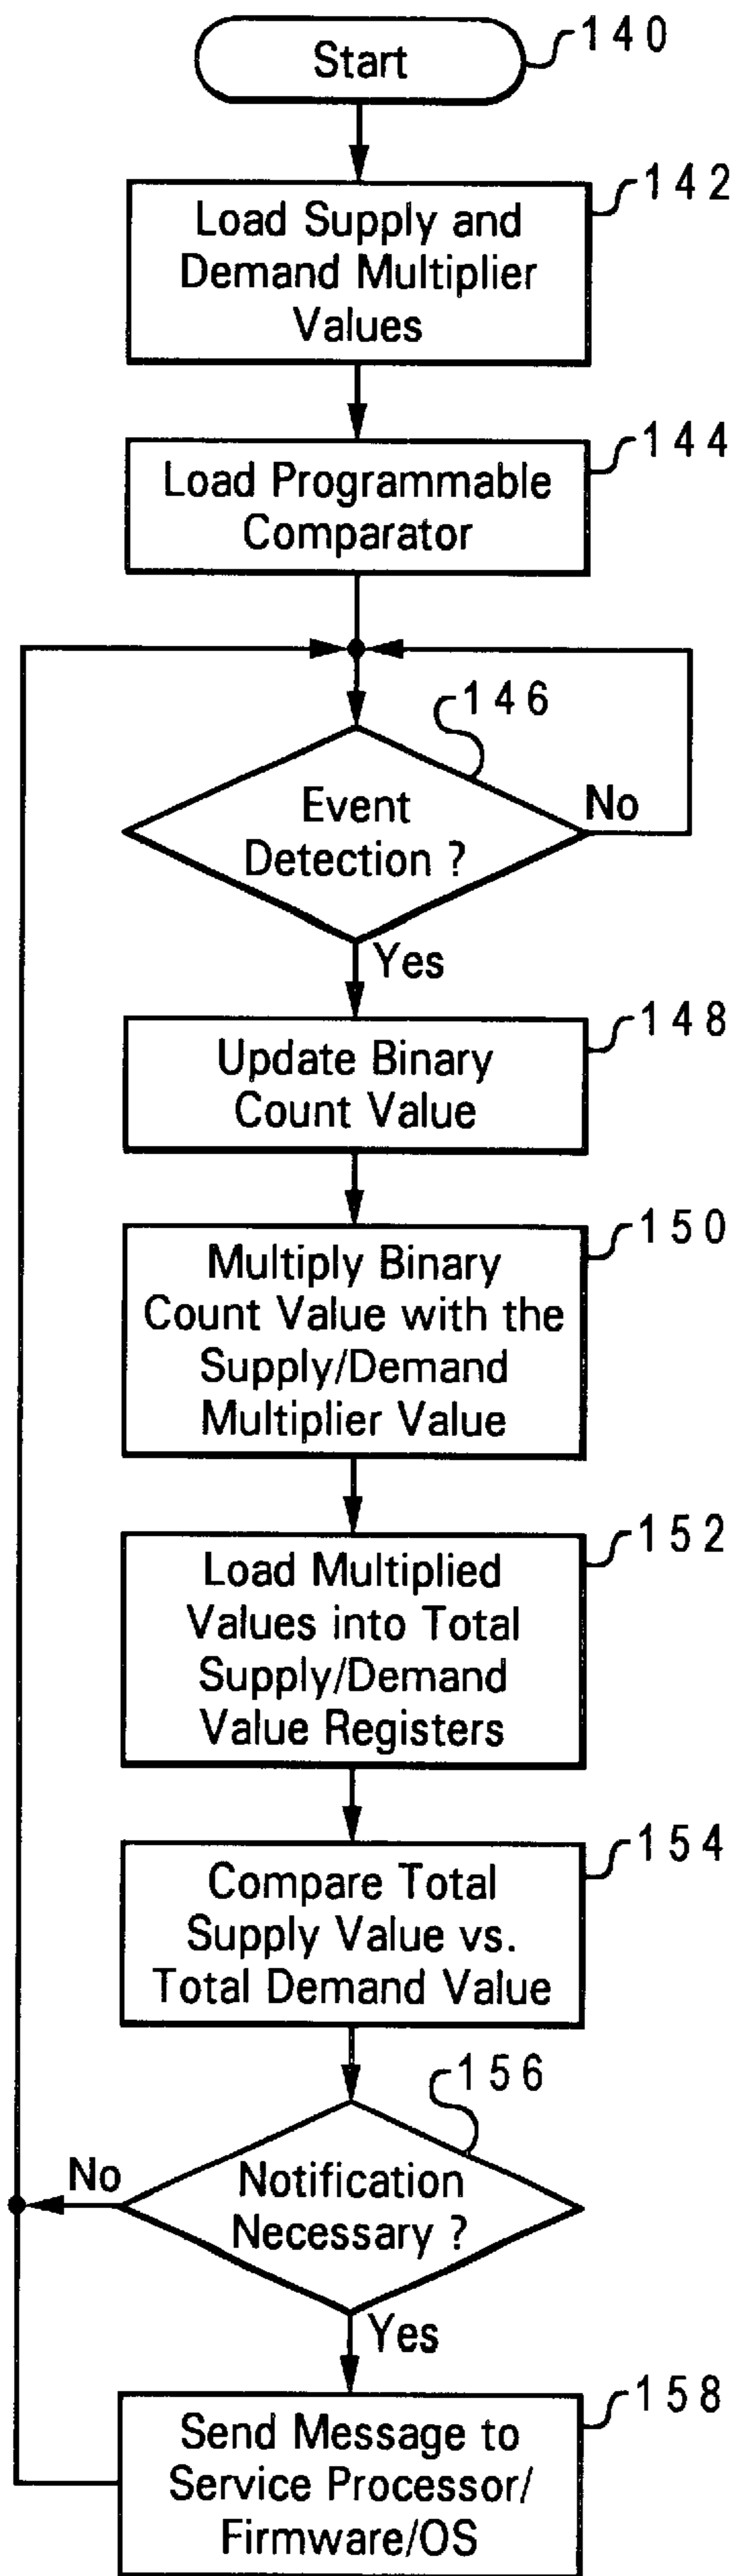 Start
140
Load Supply and
Demand Multiplier
Values
142
Load Programmable
Comparator
144
146
Event
Detection ?
No
Yes
Update Binary
Count Value
148
Multiply Binary
Count Value with the
Supply/Demand
Multiplier Value
150
Load Multiplied
Values into Total
Supply/Demand
Value Registers
152
Compare Total
Supply Value vs.
Total Demand Value
154
156
No
Notification
Necessary ?
Yes
Send Message to
Service Processor/
Firmware/OS
158